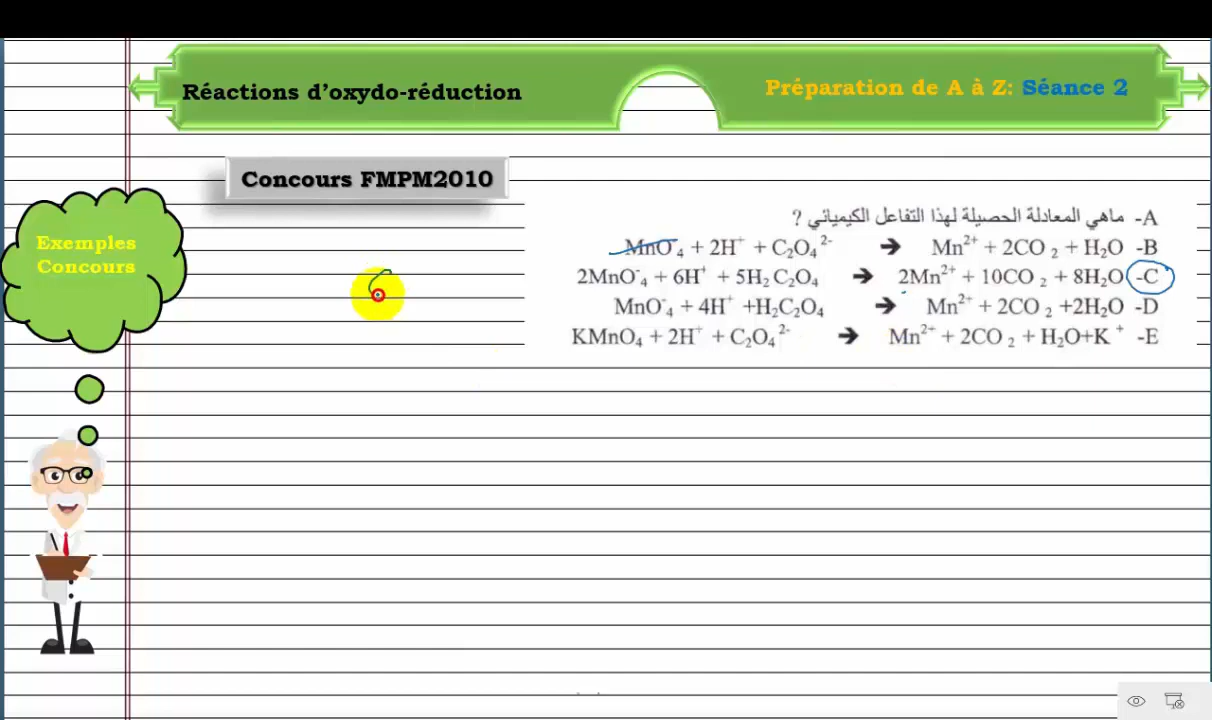 Réactions d'oxydo-réduction
Préparation de A à Z: Séance 2
Concours FMPM2010
Exemples
Concours
A- ماهي المعادلة الحصيلة لهذا التفاعل الكيميائي ?
MnO⁻₄ + 2H⁺ + C₂O₄²⁻ ➔ Mn²⁺ + 2CO₂ + H₂O -B
2MnO⁻₄ + 6H⁺ + 5H₂C₂O₄ ➔ 2Mn²⁺ + 10CO₂ + 8H₂O -C
MnO⁻₄ + 4H⁺ +H₂C₂O₄ ➔ Mn²⁺ + 2CO₂ +2H₂O -D
KMnO₄ + 2H⁺ + C₂O₄²⁻ ➔ Mn²⁺ + 2CO₂ + H₂O+K⁺ -E